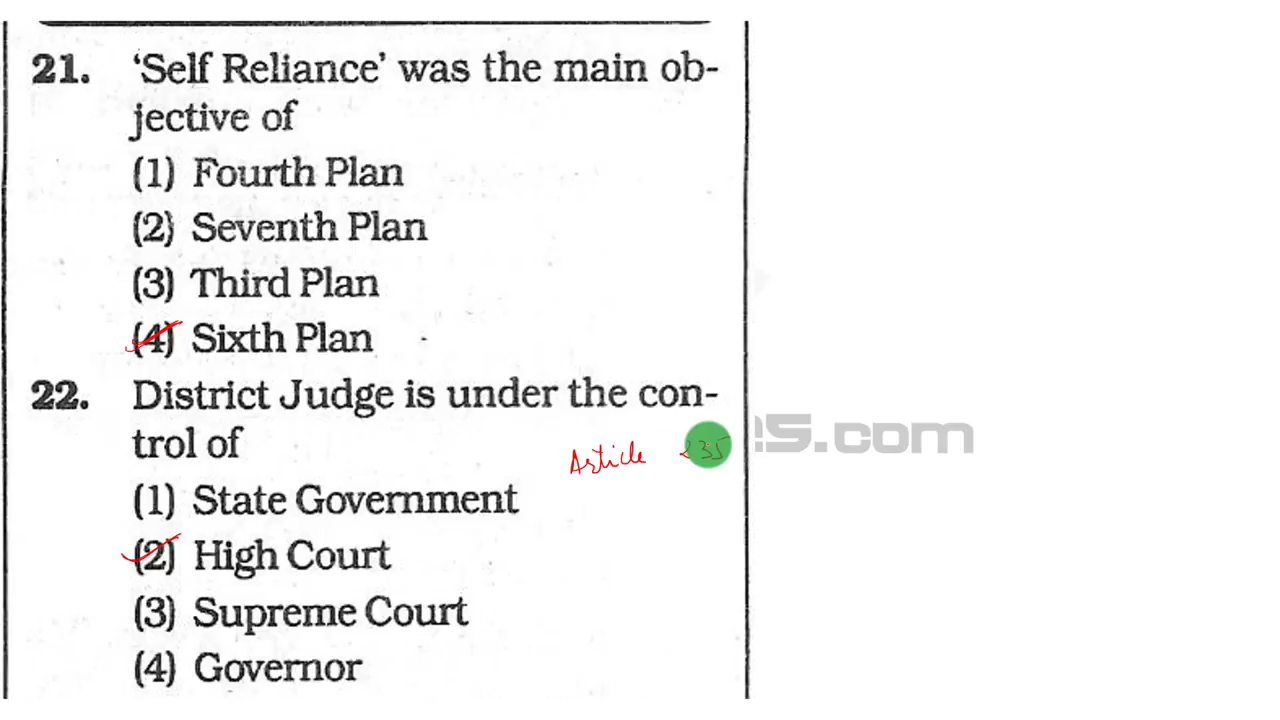 21. ‘Self Reliance’ was the main ob-
jective of
(1) Fourth Plan
(2) Seventh Plan
(3) Third Plan
(4) Sixth Plan
22. District Judge is under the con-
trol of
Article 235
(1) State Government
(2) High Court
(3) Supreme Court
(4) Governor
s.com